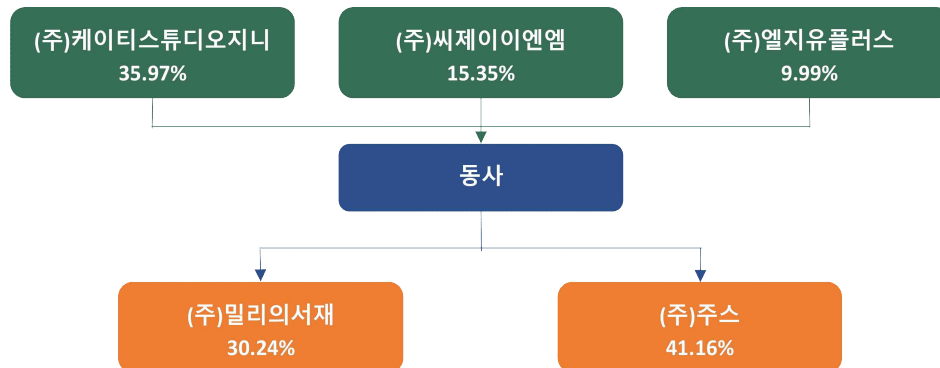 (주)케이티스튜디오지니
35.97%
(주)씨제이이엔엠
15.35%
(주)엘지유플러스
9.99%
동사
(주)밀리의서재
30.24%
(주)주스
41.16%